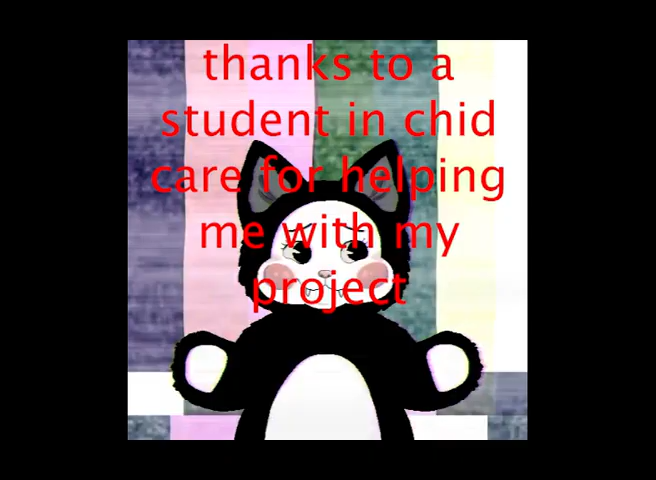 thanks to a
student in chid
care for helping
me with my
project